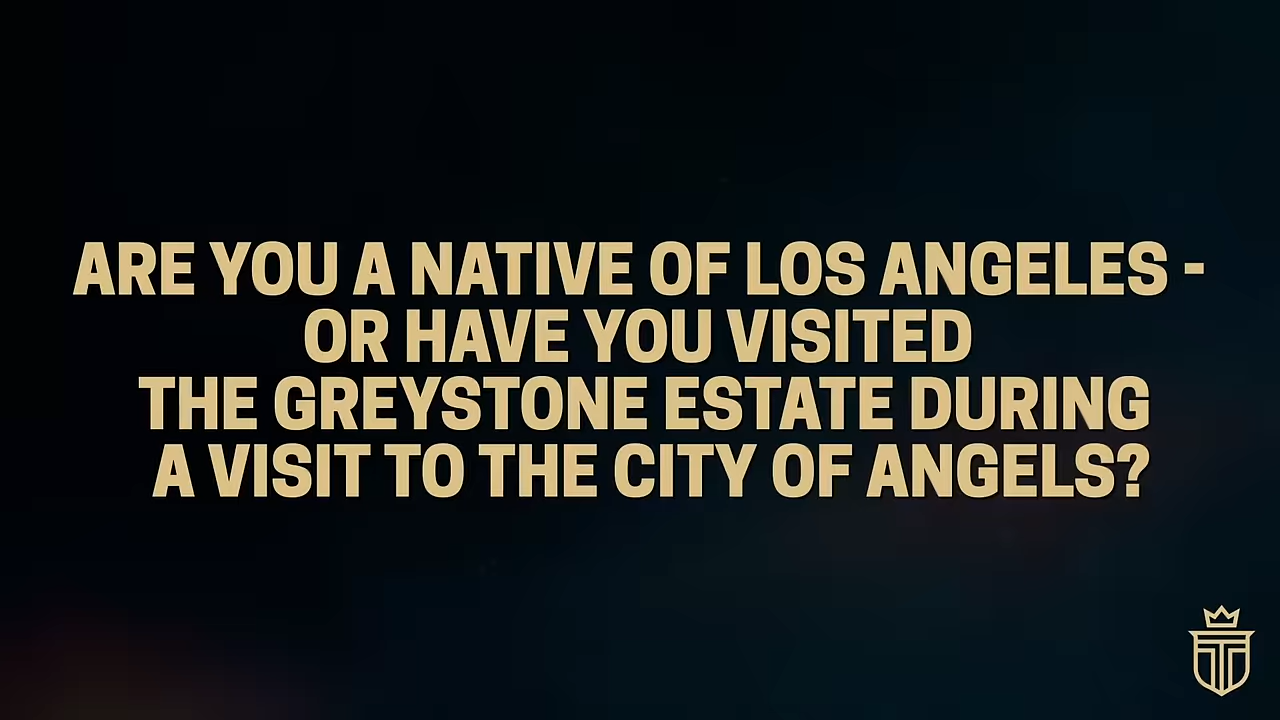 ARE YOU A NATIVE OF LOS ANGELES -
OR HAVE YOU VISITED
THE GREYSTONE ESTATE DURING
A VISIT TO THE CITY OF ANGELS?